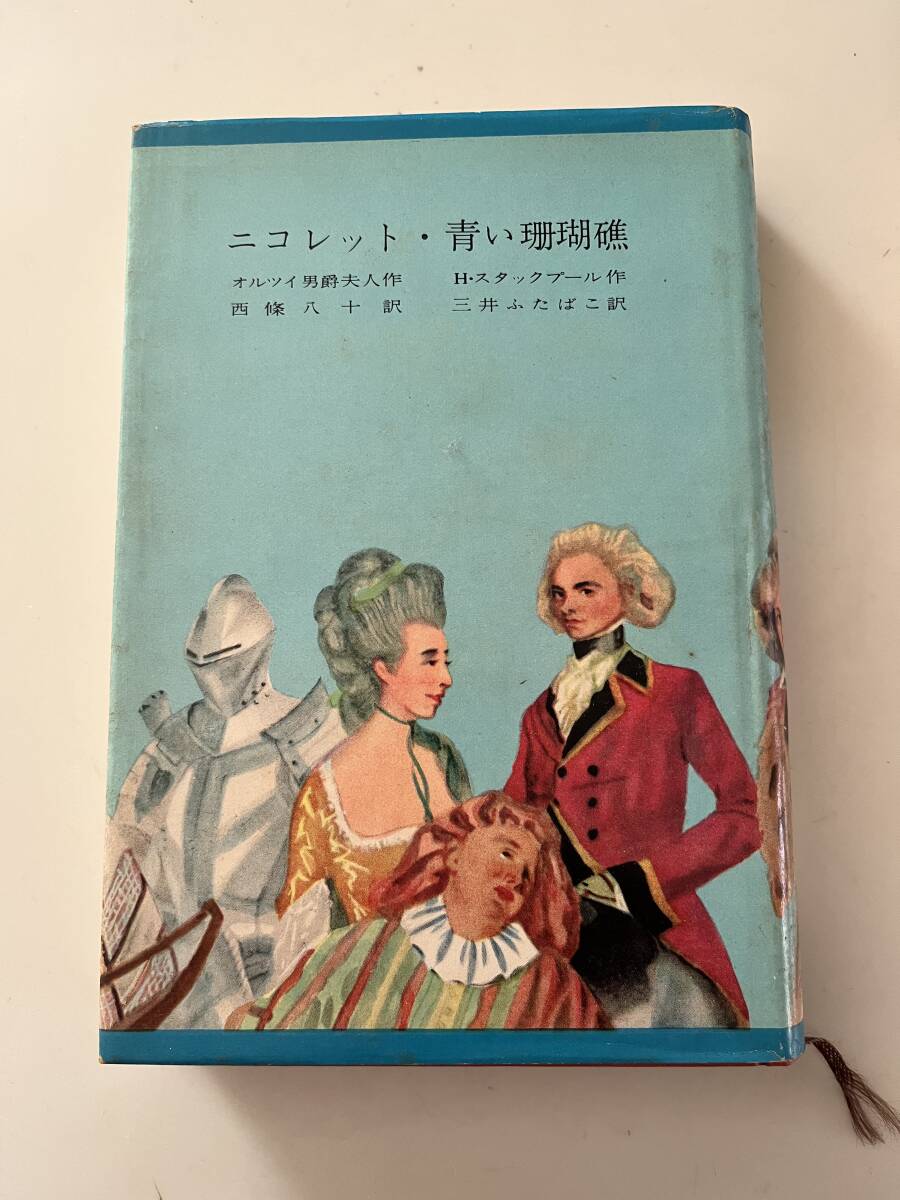 ニコレット・青い珊瑚礁
オルツイ男爵夫人作 H・スタックプール作
西條八十訳 三井ふたばこ訳